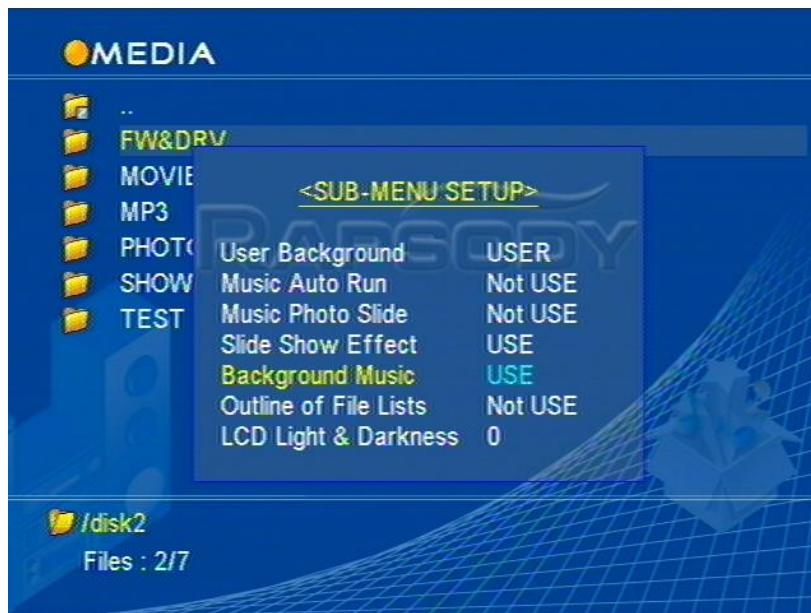 MEDIA
..
FW&DRV
MOVIE
MP3
PHOTO
SHOW
TEST
<SUB-MENU SETUP>
RAPSODY
User Background USER
Music Auto Run Not USE
Music Photo Slide Not USE
Slide Show Effect USE
Background Music USE
Outline of File Lists Not USE
LCD Light & Darkness 0
/disk2
Files : 2/7